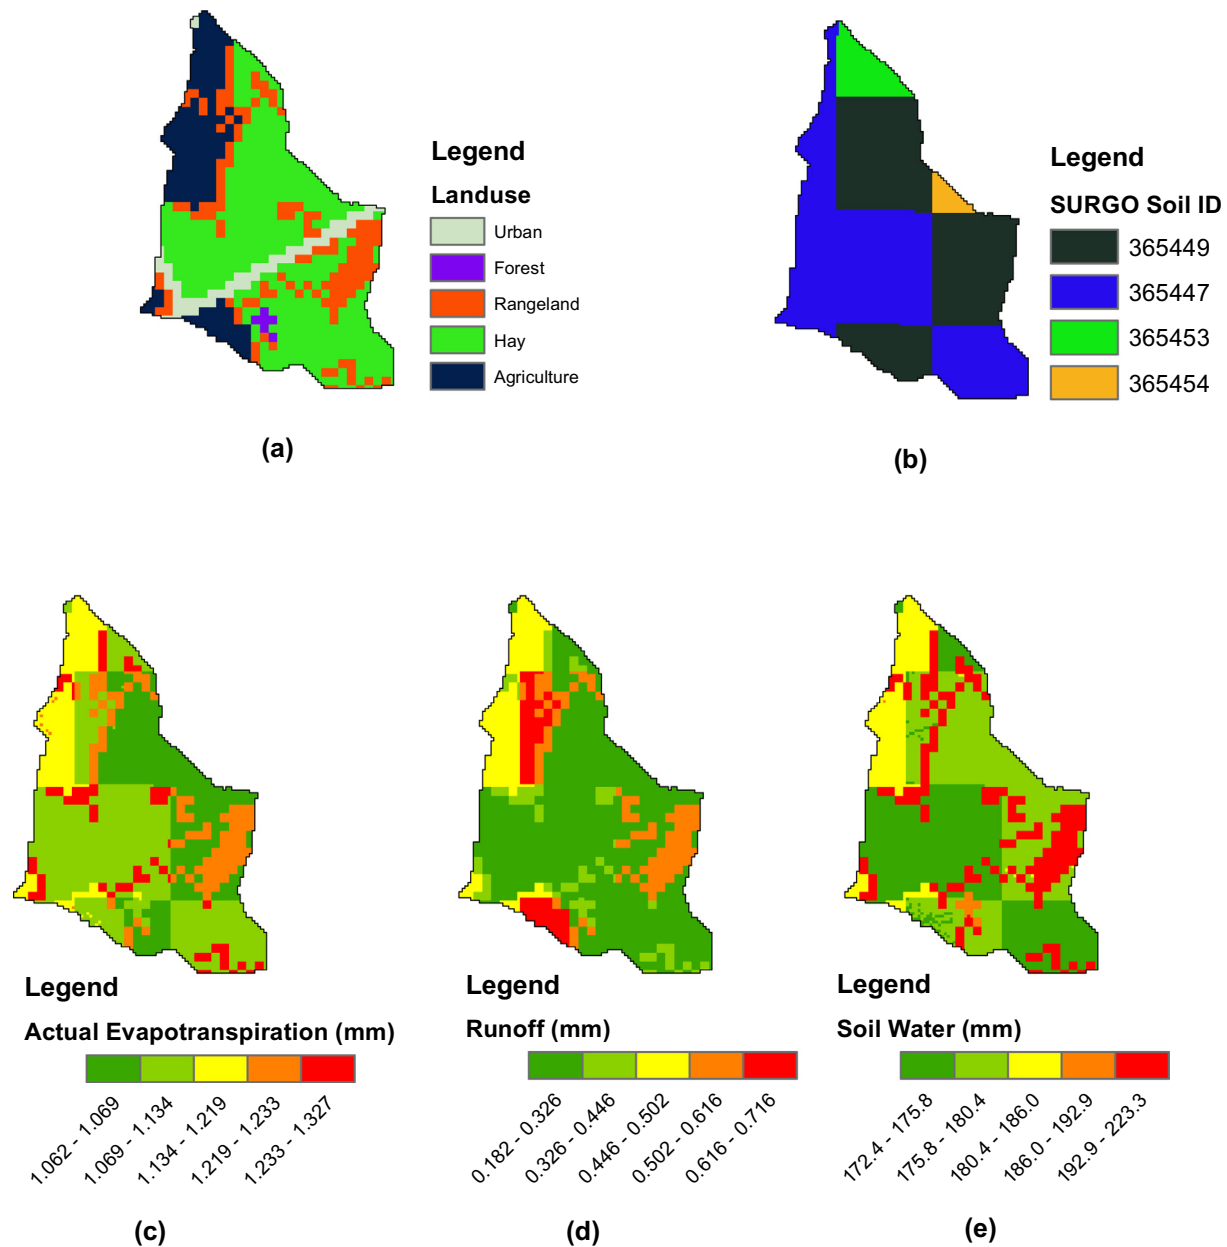 Legend
Landuse
Urban
Forest
Rangeland
Hay
Agriculture
(a)
Legend
SURGO Soil ID
365449
365447
365453
365454
(b)
Legend
Actual Evapotranspiration (mm)
1.062 - 1.069
1.069 - 1.134
1.134 - 1.219
1.219 - 1.233
1.233 - 1.327
(c)
Legend
Runoff (mm)
0.182 - 0.326
0.326 - 0.446
0.446 - 0.502
0.502 - 0.616
0.616 - 0.716
(d)
Legend
Soil Water (mm)
172.4 - 175.8
175.8 - 180.4
180.4 - 186.0
186.0 - 192.9
192.9 - 223.3
(e)